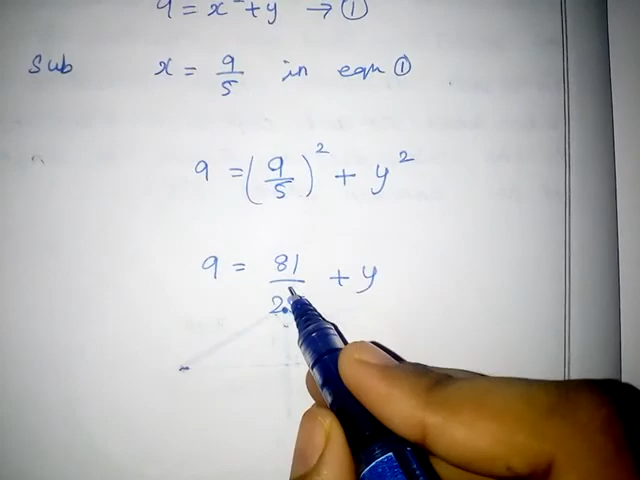 9 = x² + y → ①
Sub x = 9/5 in eqn ①
9 = (9/5)² + y²
9 = 81/25 + y